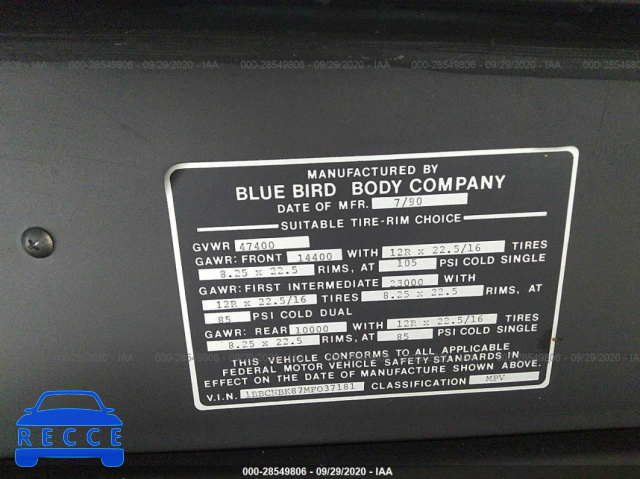 000-28549806 - 09/29/2020 - IAA
MANUFACTURED BY
BLUE BIRD BODY COMPANY
DATE OF MFR. 7/90
SUITABLE TIRE-RIM CHOICE
GVWR 47400
GAWR: FRONT 14400 WITH 12R X 22.5/16 TIRES
8.25 X 22.5 RIMS, AT 105 PSI COLD SINGLE
GAWR: FIRST INTERMEDIATE 23000 WITH
12R X 22.5/16 TIRES 8.25 X 22.5 RIMS, AT
85 PSI COLD DUAL
GAWR: REAR 10000 WITH 12R X 22.5/16 TIRES
8.25 X 22.5 RIMS, AT 85 PSI COLD SINGLE
THIS VEHICLE CONFORMS TO ALL APPLICABLE
FEDERAL MOTOR VEHICLE SAFETY STANDARDS IN
EFFECT ON THE DATE OF MANUFACTURE SHOWN ABOVE.
V.I.N. 1BBCWBK87MF037181 CLASSIFICATION MPV
RECCE
000-28549806 - 09/29/2020 - IAA